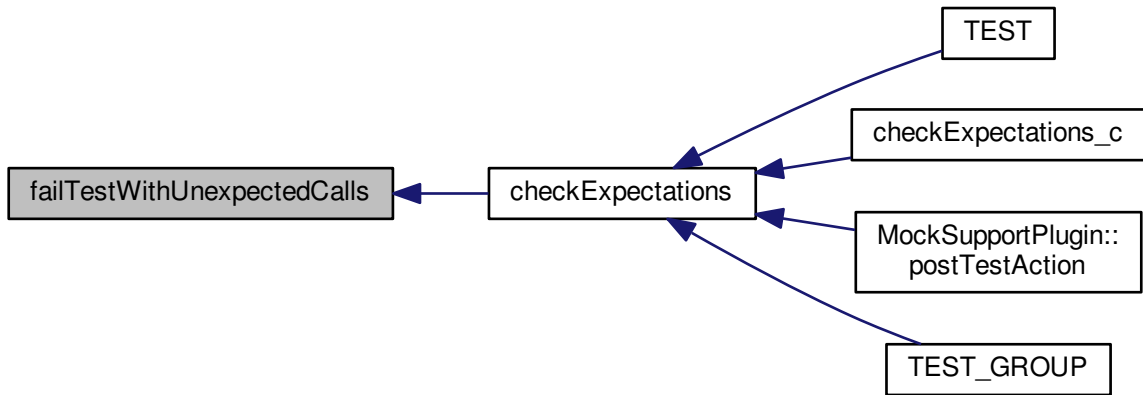 TEST
checkExpectations_c
failTestWithUnexpectedCalls
checkExpectations
MockSupportPlugin::
postTestAction
TEST_GROUP